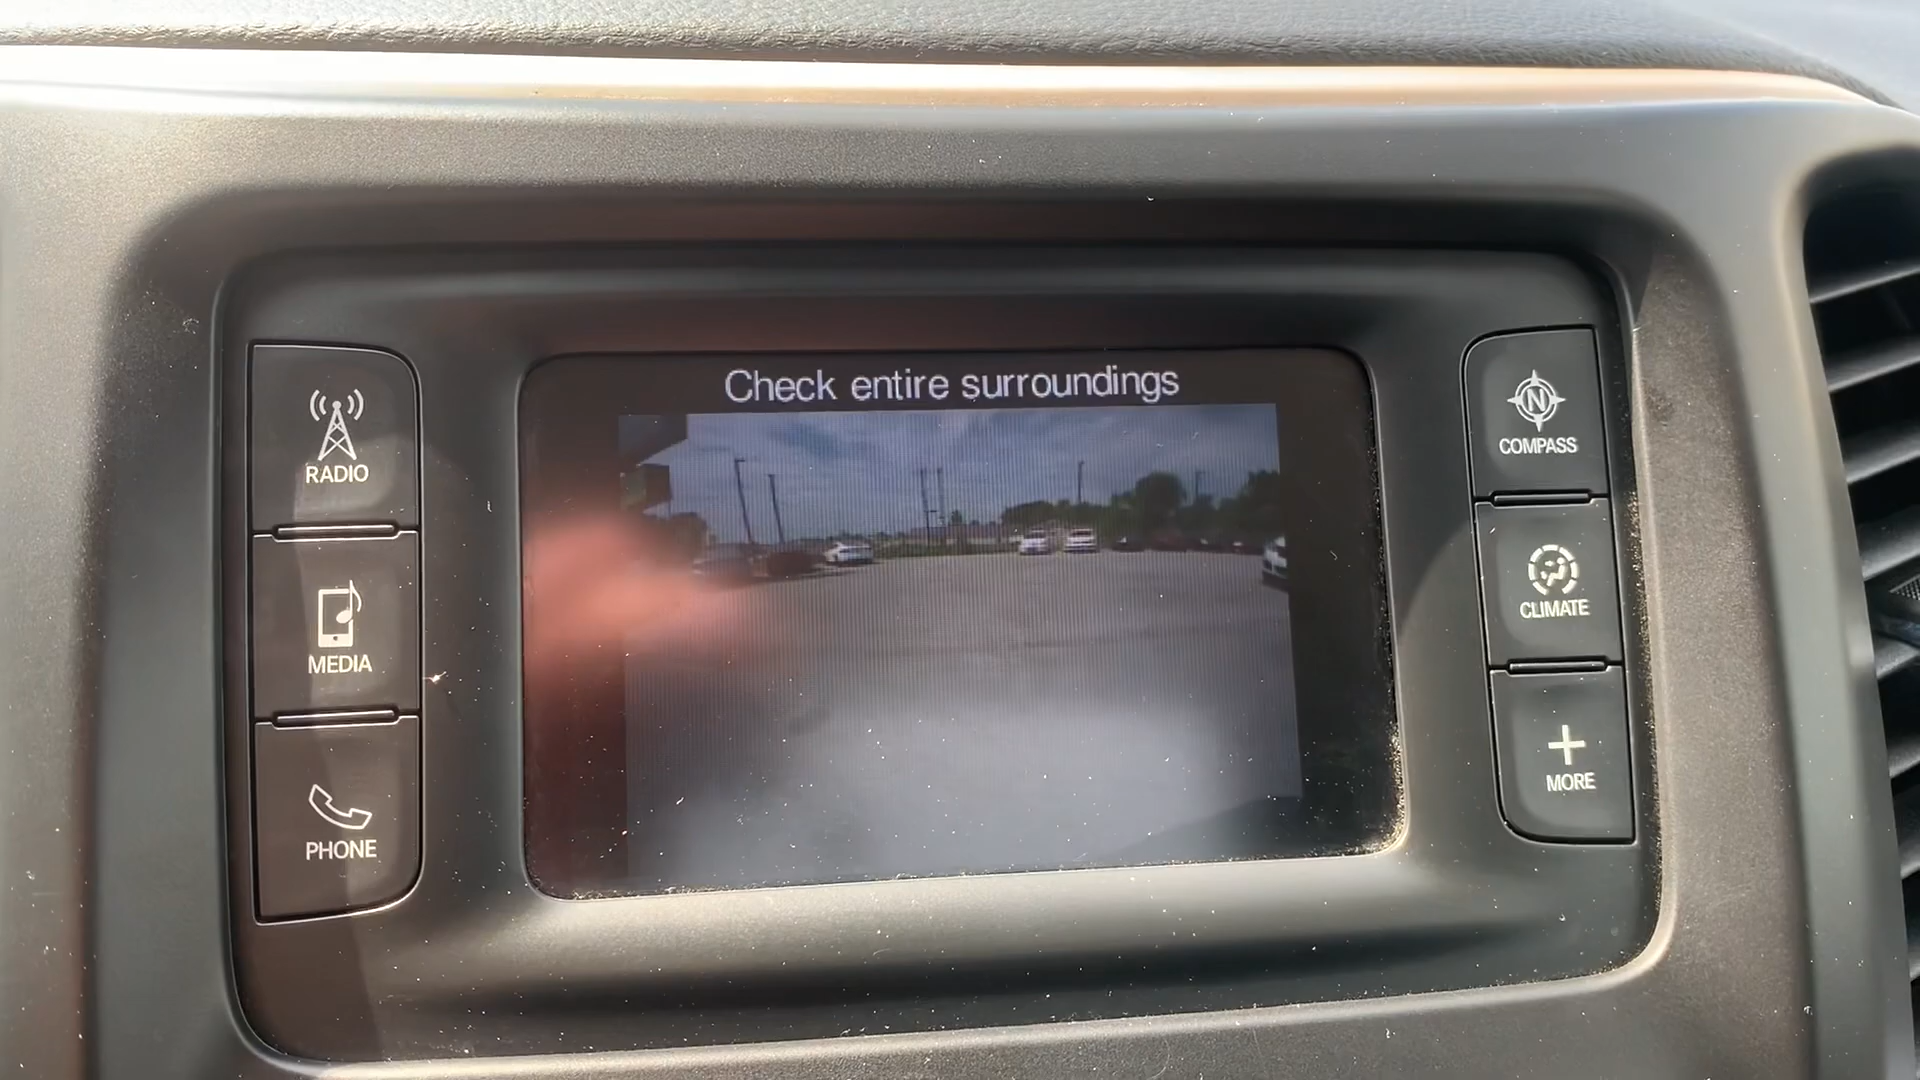 Check entire surroundings
RADIO
MEDIA
PHONE
N
COMPASS
CLIMATE
MORE